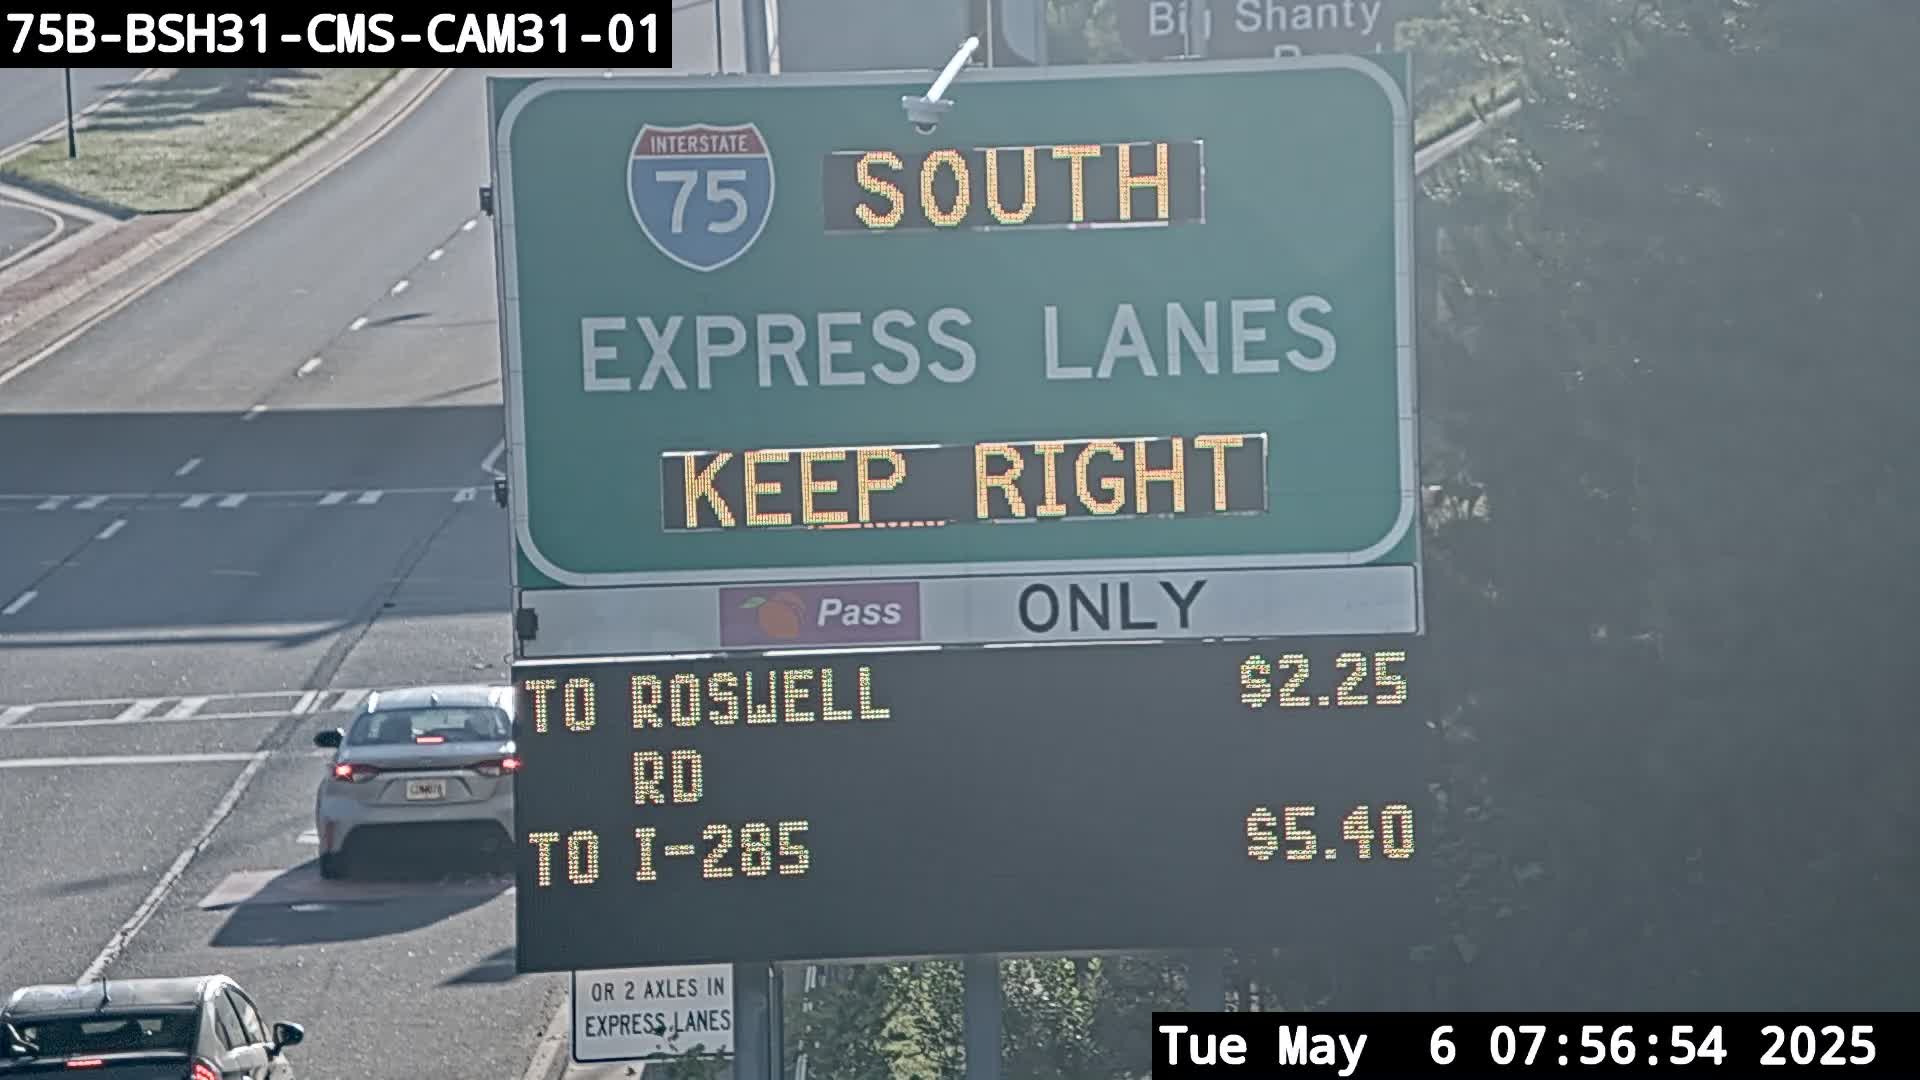 75B-BSH31-CMS-CAM31-01
Big Shanty
INTERSTATE
75
SOUTH
EXPRESS LANES
KEEP RIGHT
Pass
ONLY
TO ROSWELL $2.25
RD
TO I-285 $5.40
OR 2 AXLES IN
EXPRESS LANES
Tue May 6 07:56:54 2025